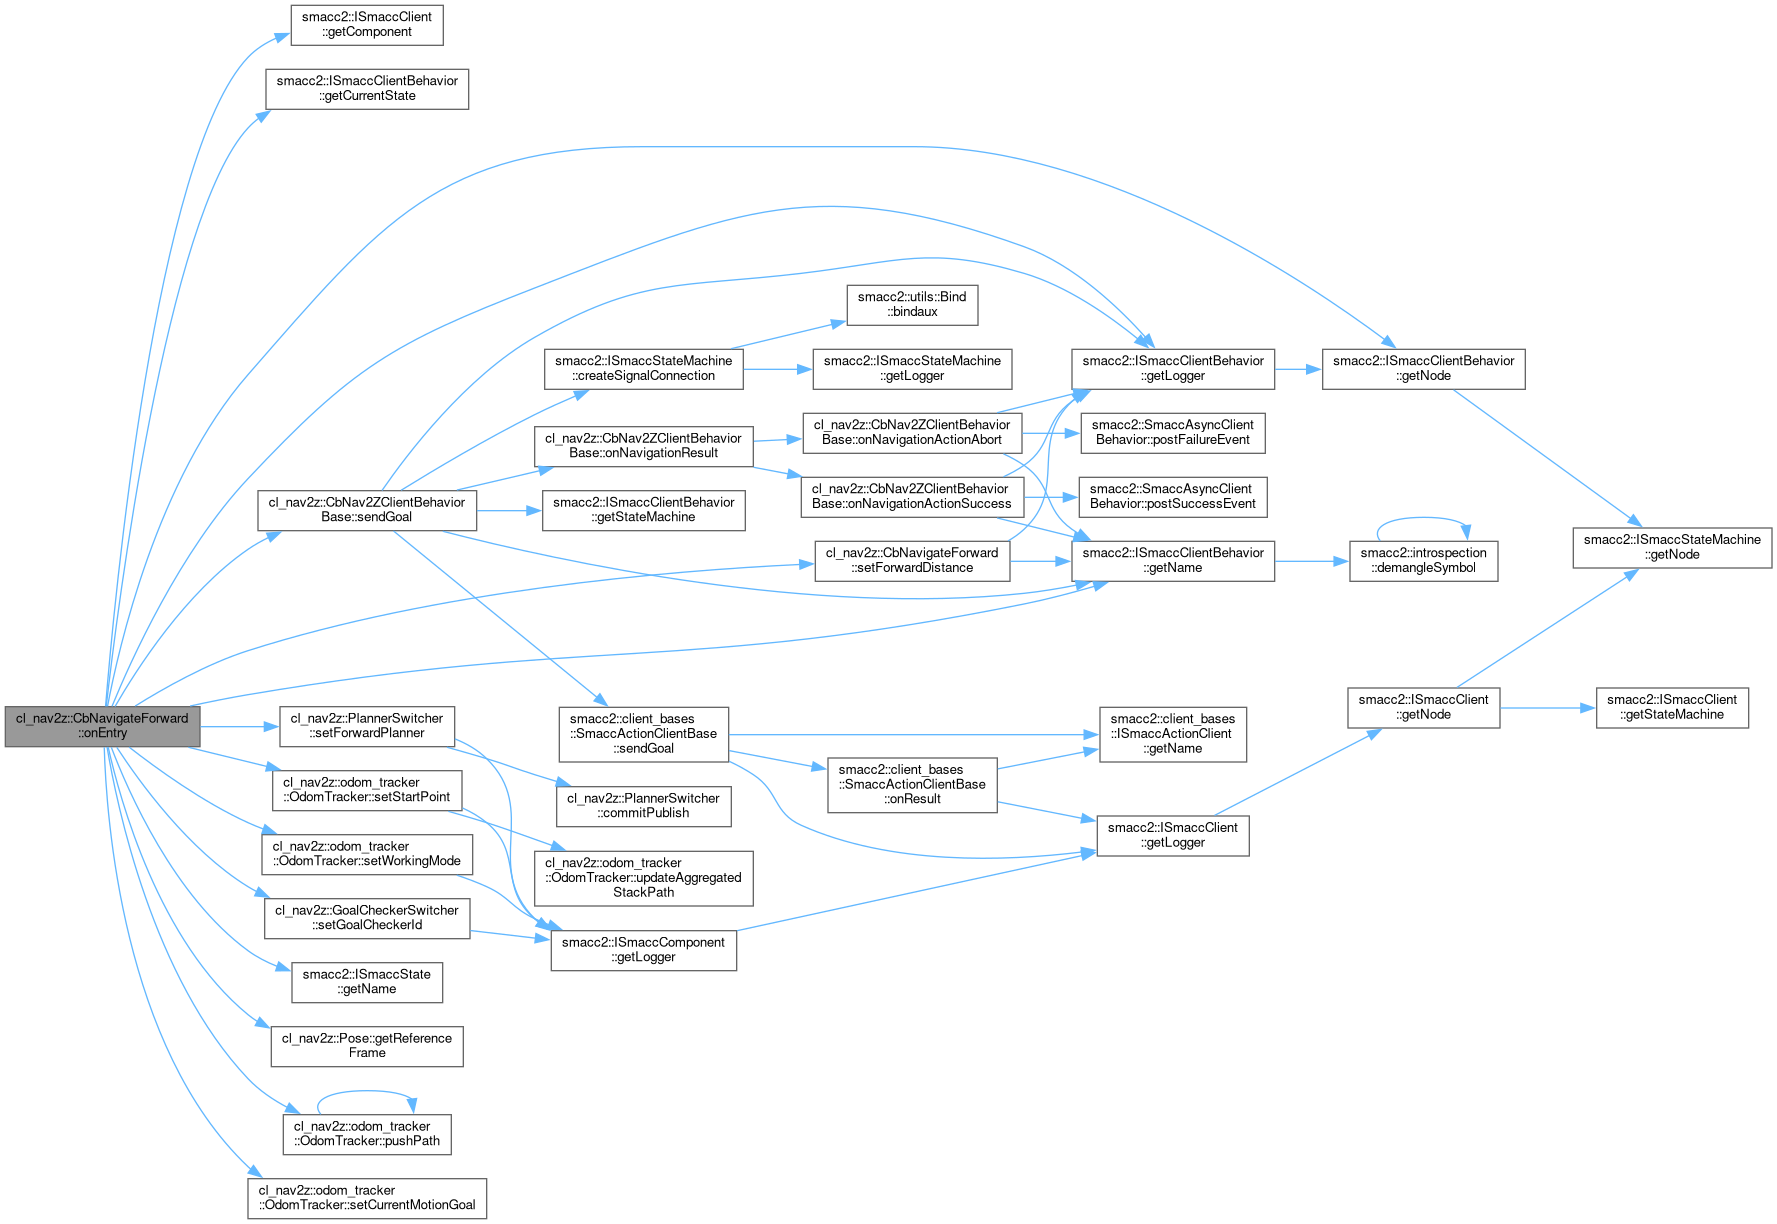 smacc2::ISmaccClient
::getComponent
smacc2::ISmaccClientBehavior
::getCurrentState
smacc2::utils::Bind
::bindaux
smacc2::ISmaccStateMachine
::createSignalConnection
smacc2::ISmaccStateMachine
::getLogger
smacc2::ISmaccClientBehavior
::getLogger
smacc2::ISmaccClientBehavior
::getNode
cl_nav2z::CbNav2ZClientBehavior
Base::onNavigationResult
cl_nav2z::CbNav2ZClientBehavior
Base::onNavigationActionAbort
smacc2::SmaccAsyncClient
Behavior::postFailureEvent
cl_nav2z::CbNav2ZClientBehavior
Base::sendGoal
smacc2::ISmaccClientBehavior
::getStateMachine
cl_nav2z::CbNav2ZClientBehavior
Base::onNavigationActionSuccess
smacc2::SmaccAsyncClient
Behavior::postSuccessEvent
cl_nav2z::CbNavigateForward
::setForwardDistance
smacc2::ISmaccClientBehavior
::getName
smacc2::introspection
::demangleSymbol
smacc2::ISmaccStateMachine
::getNode
cl_nav2z::CbNavigateForward
::onEntry
cl_nav2z::PlannerSwitcher
::setForwardPlanner
smacc2::client_bases
::SmaccActionClientBase
::sendGoal
smacc2::client_bases
::ISmaccActionClient
::getName
smacc2::ISmaccClient
::getNode
smacc2::ISmaccClient
::getStateMachine
cl_nav2z::odom_tracker
::OdomTracker::setStartPoint
cl_nav2z::PlannerSwitcher
::commitPublish
smacc2::client_bases
::SmaccActionClientBase
::onResult
cl_nav2z::odom_tracker
::OdomTracker::setWorkingMode
cl_nav2z::odom_tracker
::OdomTracker::updateAggregated
StackPath
smacc2::ISmaccClient
::getLogger
cl_nav2z::GoalCheckerSwitcher
::setGoalCheckerId
smacc2::ISmaccComponent
::getLogger
smacc2::ISmaccState
::getName
cl_nav2z::Pose::getReference
Frame
cl_nav2z::odom_tracker
::OdomTracker::pushPath
cl_nav2z::odom_tracker
::OdomTracker::setCurrentMotionGoal